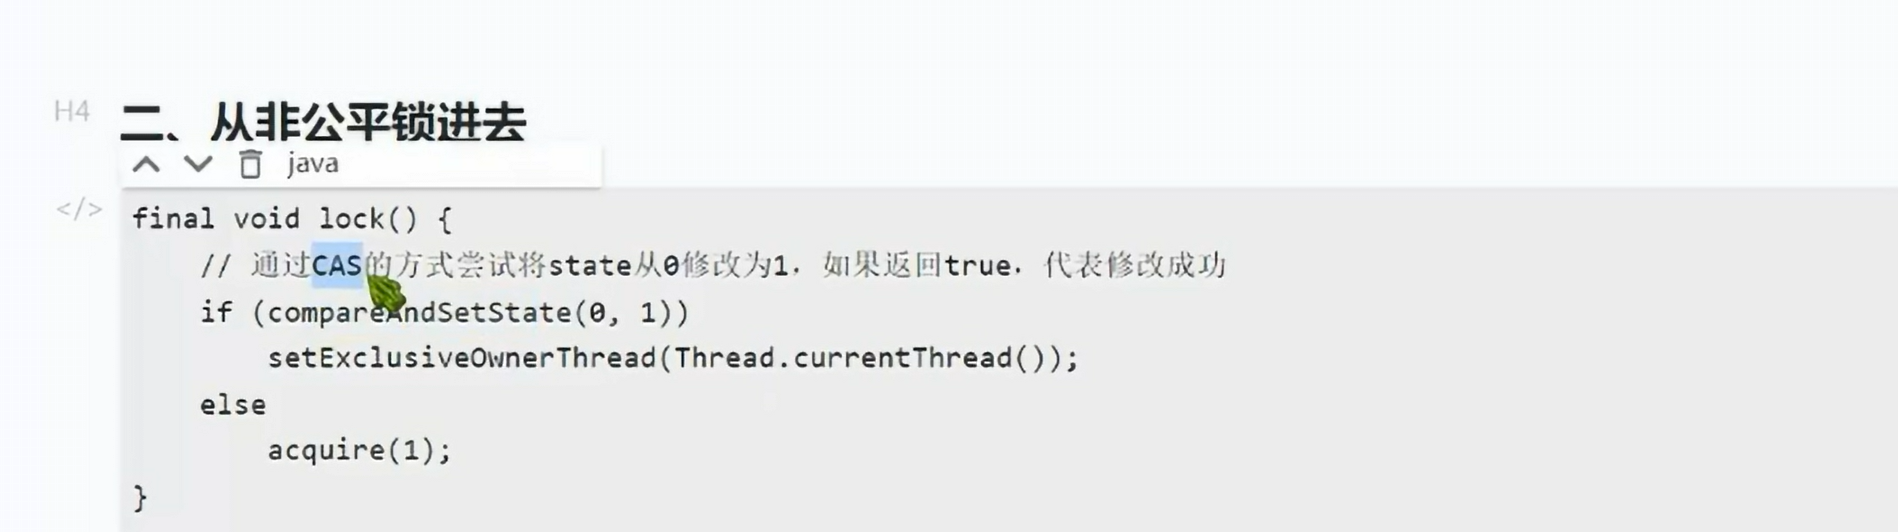 H4 二、从非公平锁进去
java
</>
final void lock() {
    // 通过CAS的方式尝试将state从0修改为1，如果返回true，代表修改成功
    if (compareAndSetState(0, 1))
        setExclusiveOwnerThread(Thread.currentThread());
    else
        acquire(1);
}